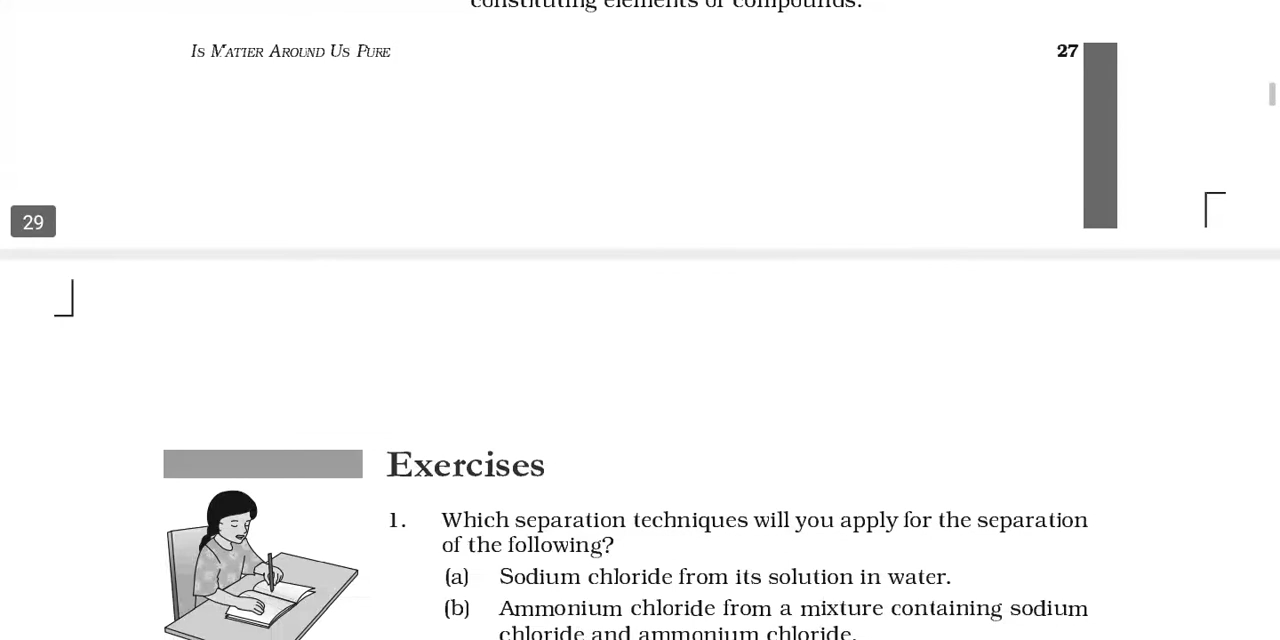 constituting elements or compounds.
Is Matter Around Us Pure 27
29
Exercises
1. Which separation techniques will you apply for the separation
of the following?
(a) Sodium chloride from its solution in water.
(b) Ammonium chloride from a mixture containing sodium
chloride and ammonium chloride.